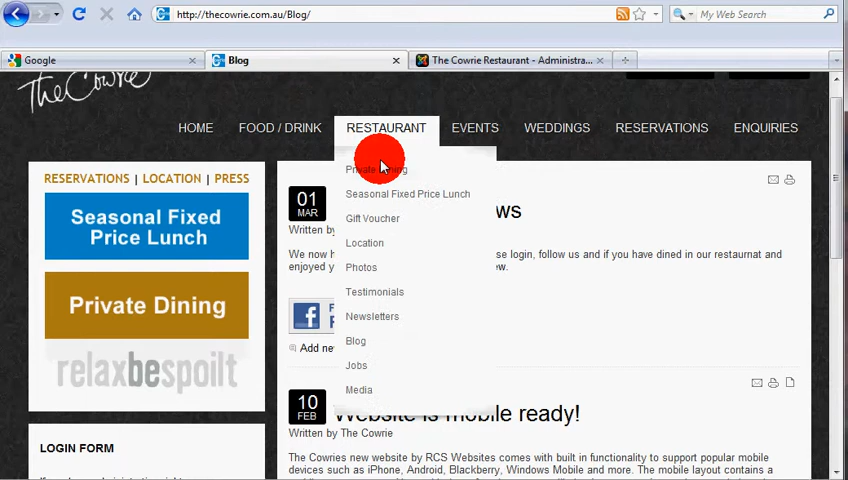 http://thecowrie.com.au/Blog/
My Web Search
Google
Blog
The Cowrie Restaurant - Administra...
The Cowrie
HOME
FOOD / DRINK
RESTAURANT
EVENTS
WEDDINGS
RESERVATIONS
ENQUIRIES
RESERVATIONS | LOCATION | PRESS
Seasonal Fixed
Price Lunch
Private Dining
relaxbespoilt
LOGIN FORM
Private Dining
Seasonal Fixed Price Lunch
Gift Voucher
Location
Photos
Testimonials
Newsletters
Blog
Jobs
Media
01
MAR
ws
Written by
We now h
se login, follow us and if you have dined in our restaurnat and
enjoyed y
ew.
Add ne
10
FEB
Website is mobile ready!
Written by The Cowrie
The Cowries new website by RCS Websites comes with built in functionality to support popular mobile
devices such as iPhone, Android, Blackberry, Windows Mobile and more. The mobile layout contains a